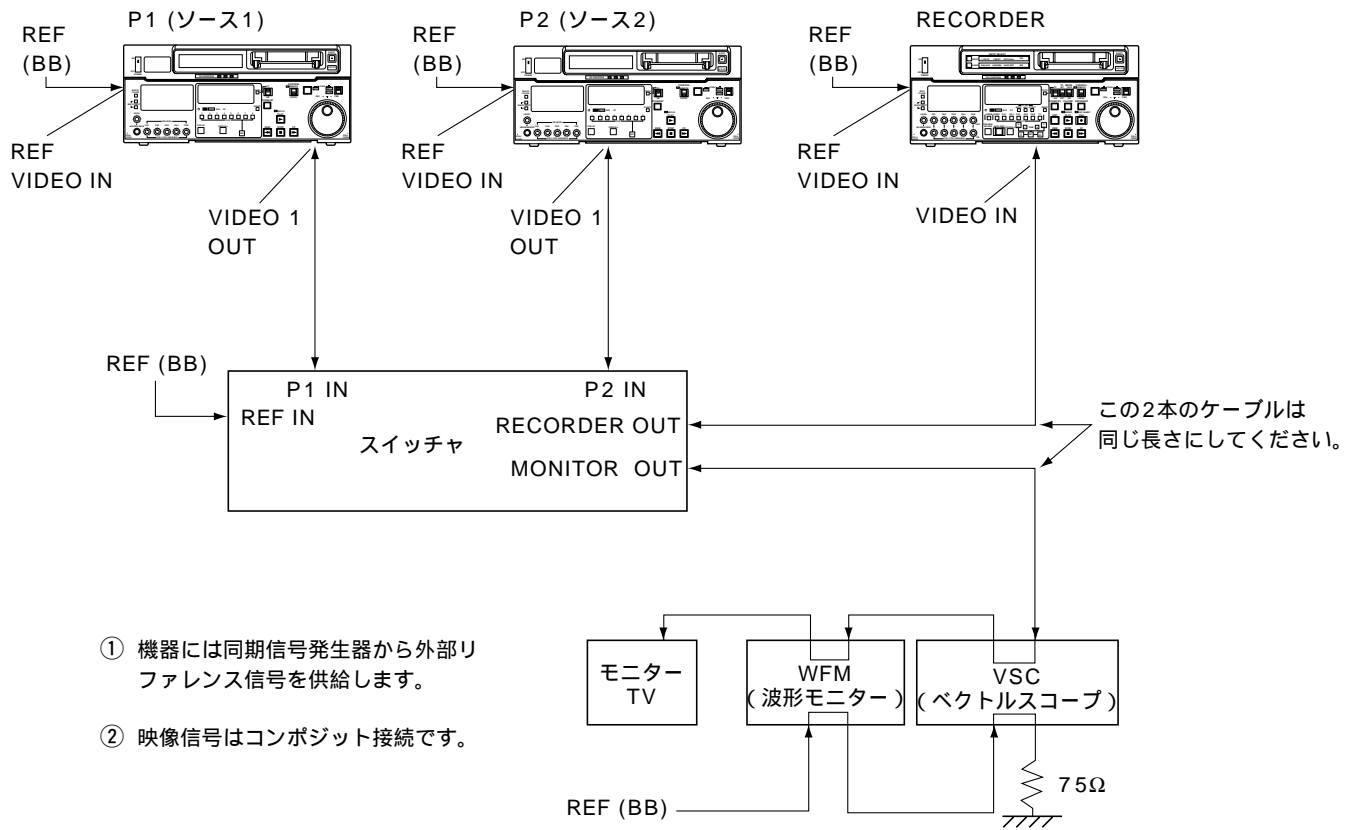 P1 (ソース1)
REF
(BB)
REF
VIDEO IN
VIDEO 1
OUT
P2 (ソース2)
REF
(BB)
REF
VIDEO IN
VIDEO 1
OUT
RECORDER
REF
(BB)
REF
VIDEO IN
VIDEO IN
REF (BB)
P1 IN
P2 IN
REF IN
RECORDER OUT
スイッチャ
MONITOR OUT
この2本のケーブルは
同じ長さにしてください。
① 機器には同期信号発生器から外部リ
ファレンス信号を供給します。
② 映像信号はコンポジット接続です。
モニター
TV
WFM
(波形モニター)
VSC
(ベクトルスコープ)
REF (BB)
75Ω